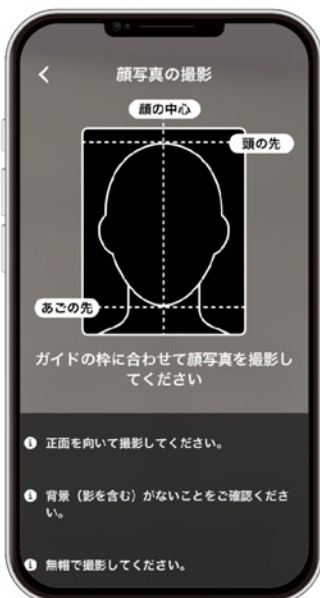 顔写真の撮影
顔の中心
頭の先
あごの先
ガイドの枠に合わせて顔写真を撮影し
てください
正面を向いて撮影してください。
背景（影を含む）がないことをご確認くださ
い。
無帽で撮影してください。